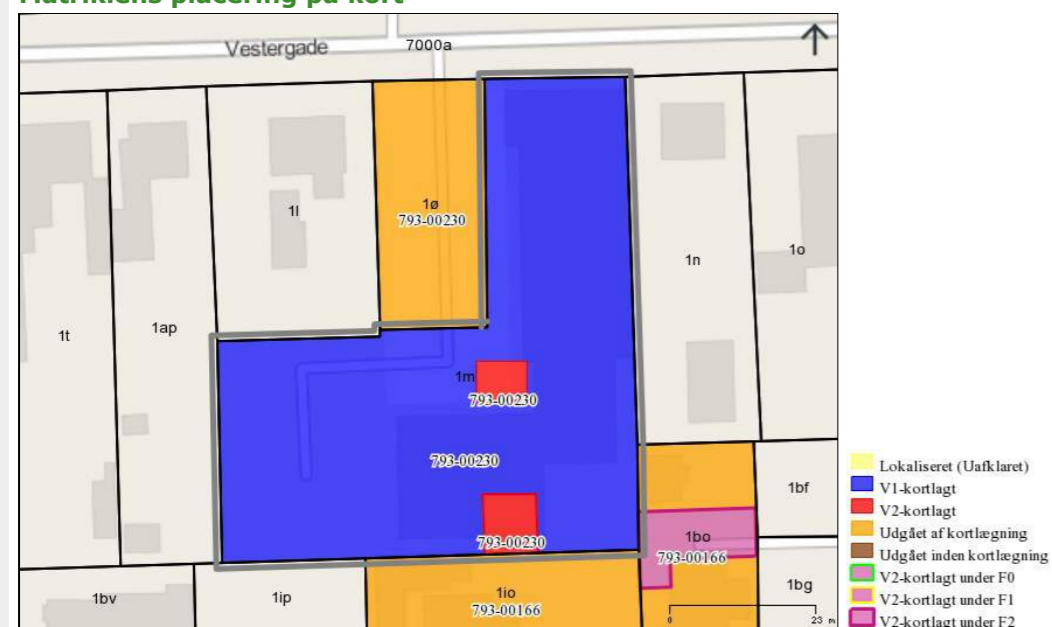 Matriklens placering på kort
Vestergade
7000a
1ø
793-00230
1l
1n
1o
1t
1ap
1m
793-00230
793-00230
793-00230
1bf
1bo
793-00166
1bv
1ip
1io
793-00166
1bg
0
23 m
Lokaliseret (Uafklaret)
V1-kortlagt
V2-kortlagt
Udgået af kortlægning
Udgået inden kortlægning
V2-kortlagt under F0
V2-kortlagt under F1
V2-kortlagt under F2